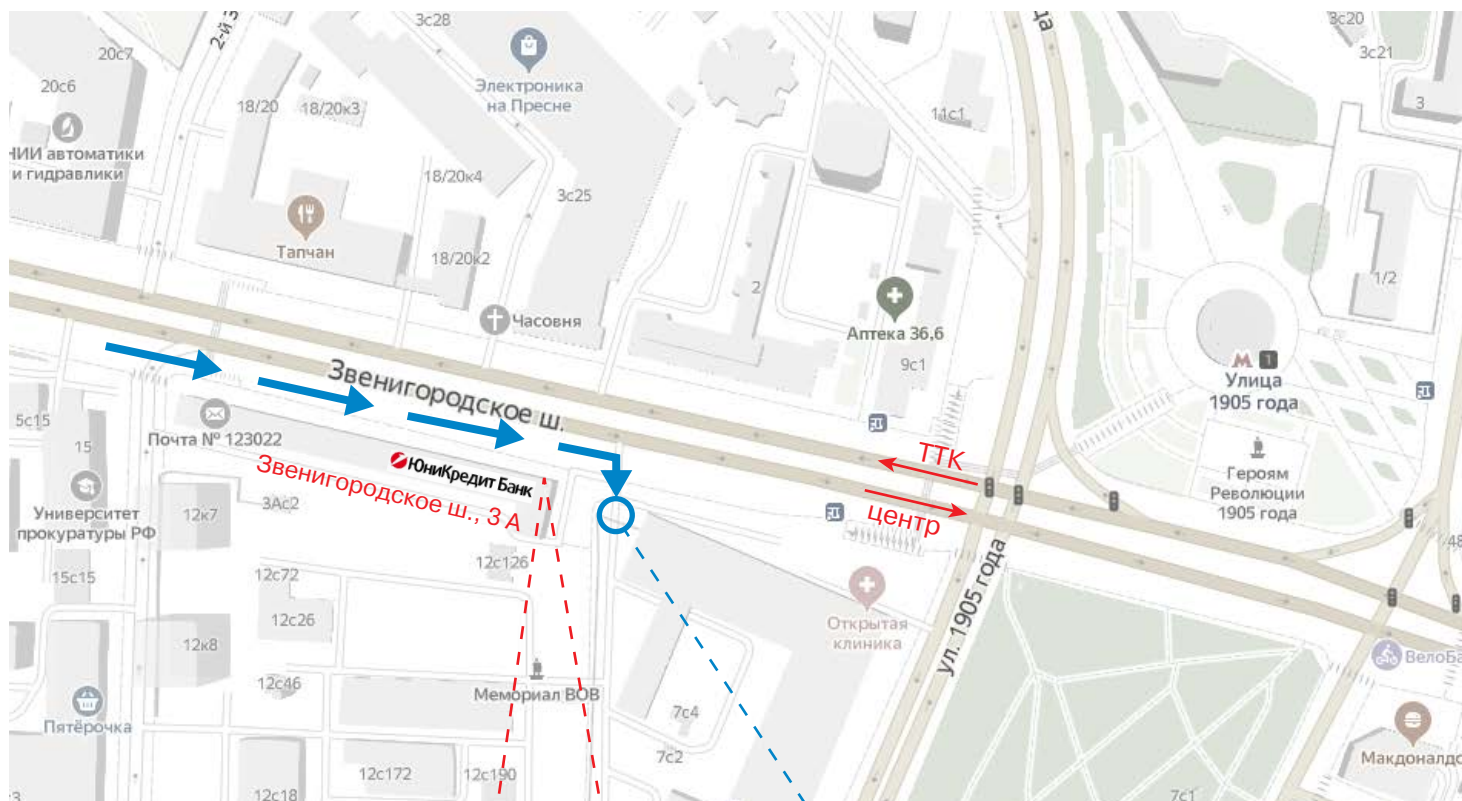 3с28
3с20
3с21
20с7
20с6
18/20
18/20к3
Электроника
на Пресне
11с1
3
НИИ автоматики
и гидравлики
18/20к4
3с25
Тапчан
18/20к2
2
1/2
Часовня
Аптека 36,6
9с1
Улица
1905 года
Звенигородское ш.
5с15
15
Почта № 123022
ЮниКредит Банк
Звенигородское ш., 3 А
ТТК
центр
Героям
Революции
1905 года
Университет
прокуратуры РФ
12к7
3Ас2
12с126
15с15
12с72
12с26
Открытая
клиника
ул. 1905 года
12к8
12с46
Мемориал ВОВ
Пятёрочка
7с4
7с2
12с172
12с190
12с18
7с1